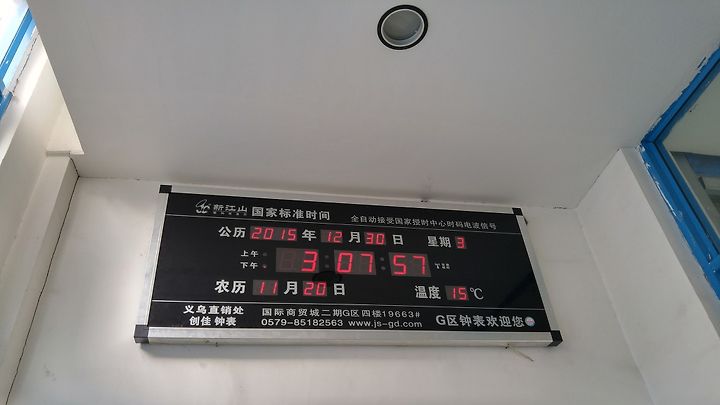 新江山 国家标准时间 全自动接受国家授时中心时码电波信号
公历 2015 年 12 月 30 日 星期 3
上午
下午 3:07:57
农历 11 月 20 日 温度 15℃
义乌直销处 国际商贸城二期G区四楼19663#
创佳 钟表 0579-85182563 www.js-gd.com G区钟表欢迎您